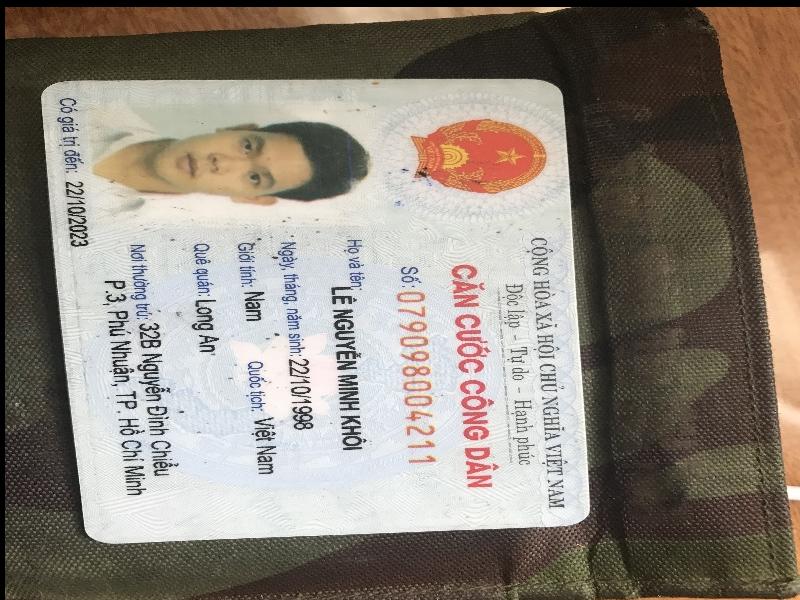 CỘNG HÒA XÃ HỘI CHỦ NGHĨA VIỆT NAM
Độc lập - Tự do - Hạnh phúc
CĂN CƯỚC CÔNG DÂN
Số: 079098004211
Họ và tên: LÊ NGUYỄN MINH KHÔI
Ngày, tháng, năm sinh: 22/10/1998
Giới tính: Nam Quốc tịch: Việt Nam
Quê quán: Long An
Nơi thường trú: 32B Nguyễn Đình Chiểu
P.3, Phú Nhuận, TP. Hồ Chí Minh
Có giá trị đến: 22/10/2023